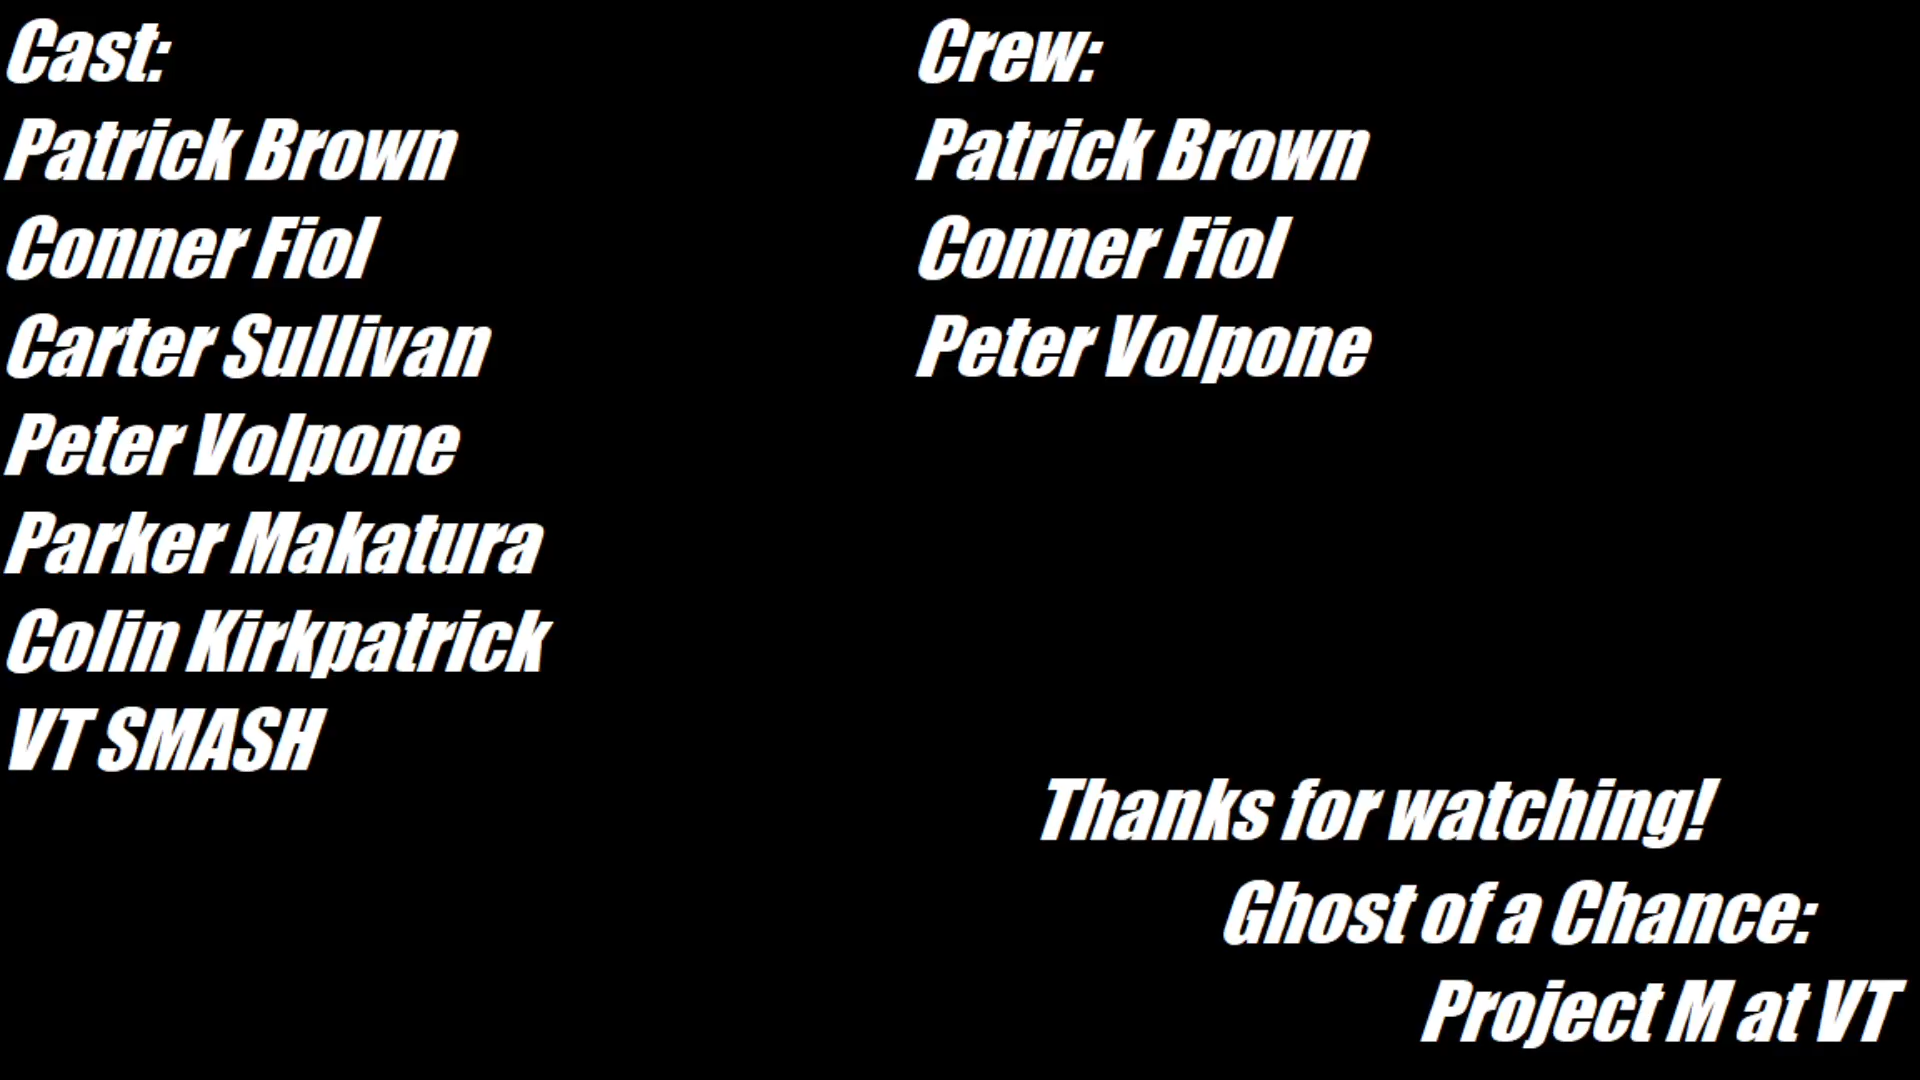 Cast:
Patrick Brown
Conner Fiol
Carter Sullivan
Peter Volpone
Parker Makatura
Colin Kirkpatrick
VT SMASH
Crew:
Patrick Brown
Conner Fiol
Peter Volpone
Thanks for watching!
Ghost of a Chance:
Project M at VT